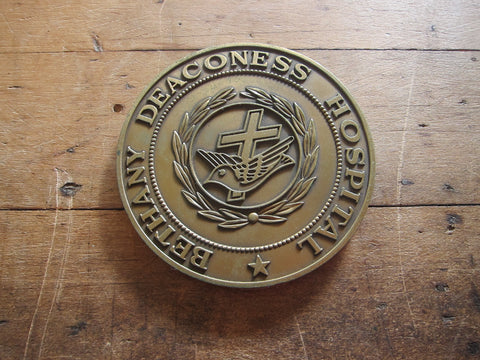 BETHANY DEACONESS HOSPITAL